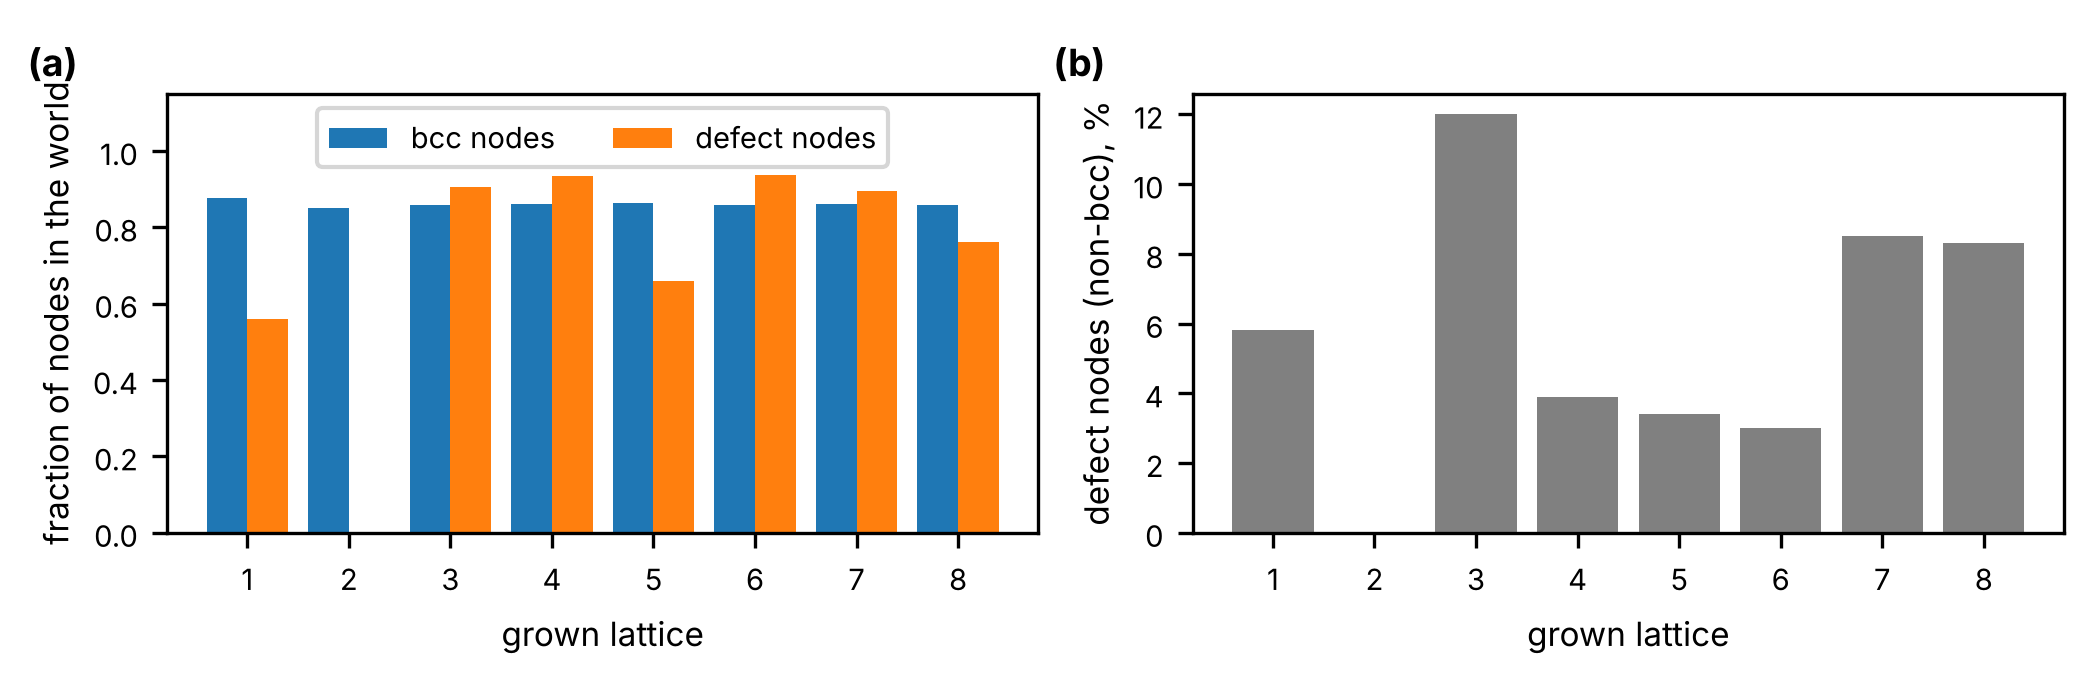 (a)
fraction of nodes in the world
1.0
0.8
0.6
0.4
0.2
0.0
bcc nodes
defect nodes
1 2 3 4 5 6 7 8
grown lattice
(b)
defect nodes (non-bcc), %
12
10
8
6
4
2
0
1 2 3 4 5 6 7 8
grown lattice